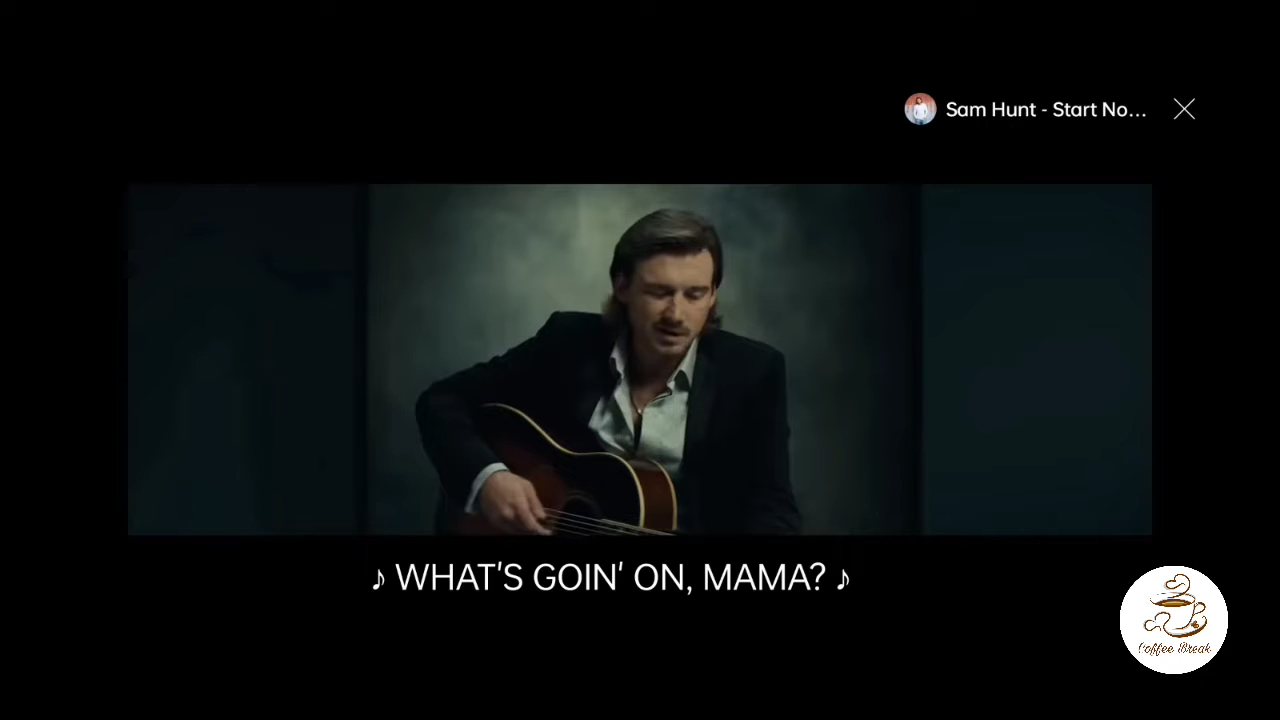 Sam Hunt - Start No...
♪ WHAT'S GOIN' ON, MAMA? ♪
Coffee Break